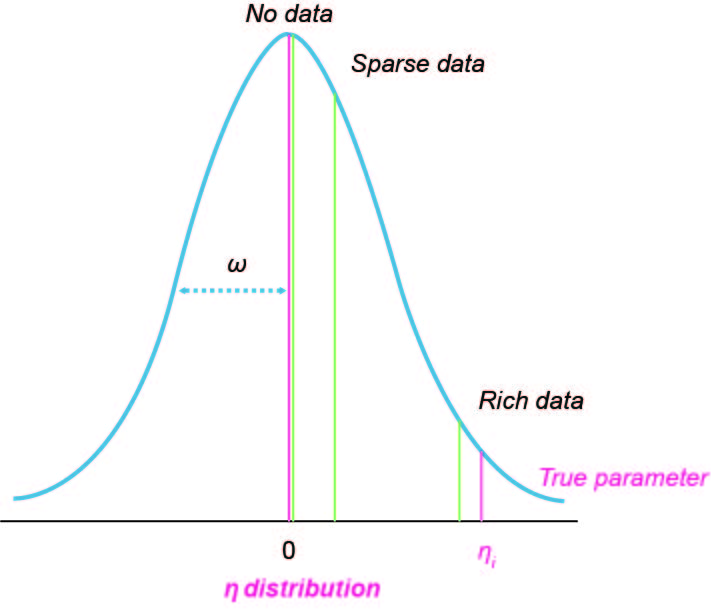 No data
Sparse data
ω
Rich data
True parameter
0
ηi
η distribution